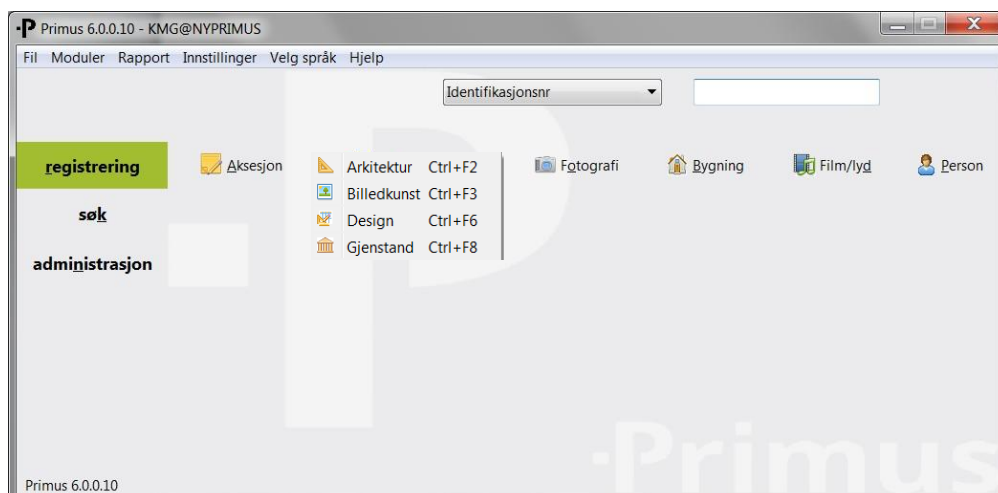 Primus 6.0.0.10 - KMG@NYPRIMUS
Fil Moduler Rapport Innstillinger Velg språk Hjelp
Identifikasjonsnr
registrering Aksesjon Arkitektur Ctrl+F2 Fotografi Bygning Film/lyd Person
Billedkunst Ctrl+F3
søk
Design Ctrl+F6
Gjenstand Ctrl+F8
administrasjon
Primus
Primus 6.0.0.10